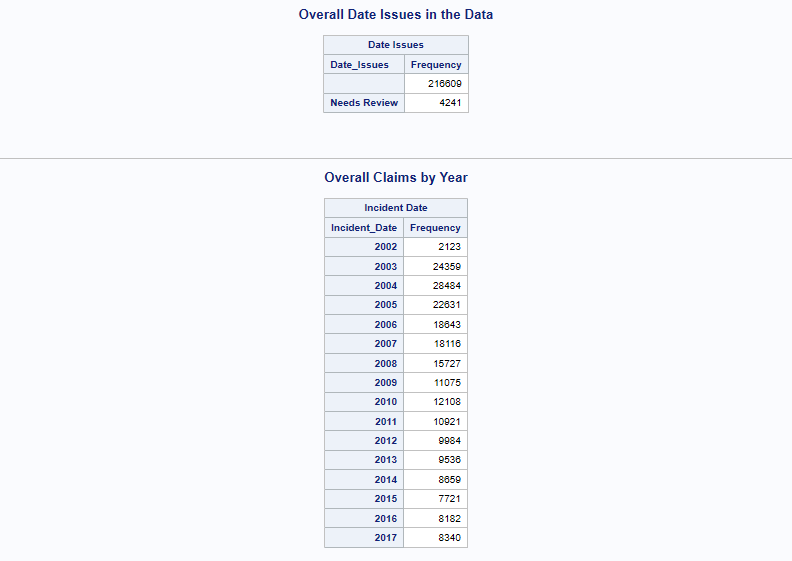 Overall Date Issues in the Data
Date Issues
Date_Issues Frequency
216609
Needs Review 4241
Overall Claims by Year
Incident Date
Incident_Date Frequency
2002 2123
2003 24359
2004 28484
2005 22631
2006 18643
2007 18116
2008 15727
2009 11075
2010 12108
2011 10921
2012 9984
2013 9536
2014 8659
2015 7721
2016 8182
2017 8340